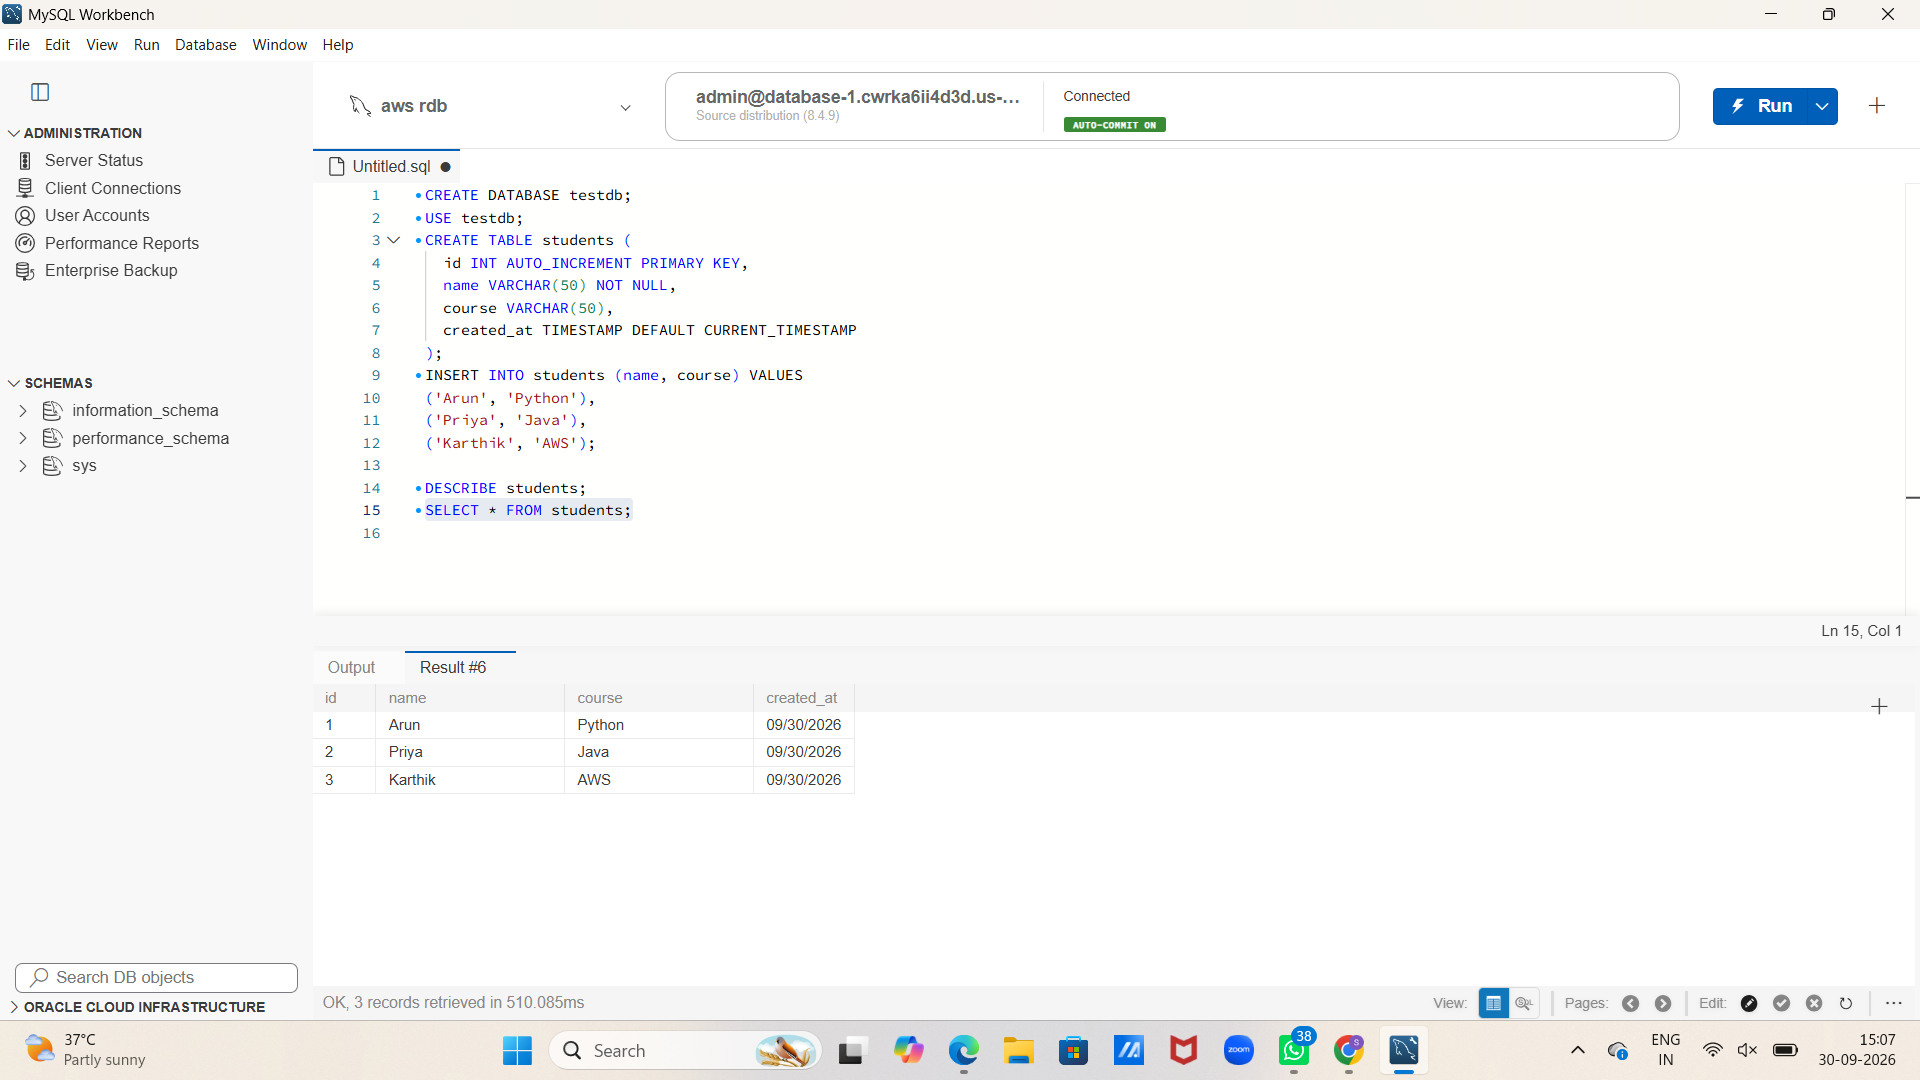 MySQL Workbench
File Edit View Run Database Window Help
aws rdb
admin@database-1.cwrka6ii4d3d.us-...
Source distribution (8.4.9)
Connected
AUTO-COMMIT ON
Run
ADMINISTRATION
Server Status
Client Connections
User Accounts
Performance Reports
Enterprise Backup
SCHEMAS
information_schema
performance_schema
sys
Search DB objects
ORACLE CLOUD INFRASTRUCTURE
Untitled.sql
1 CREATE DATABASE testdb;
2 USE testdb;
3 CREATE TABLE students (
4 id INT AUTO_INCREMENT PRIMARY KEY,
5 name VARCHAR(50) NOT NULL,
6 course VARCHAR(50),
7 created_at TIMESTAMP DEFAULT CURRENT_TIMESTAMP
8 );
9 INSERT INTO students (name, course) VALUES
10 ('Arun', 'Python'),
11 ('Priya', 'Java'),
12 ('Karthik', 'AWS');
13
14 DESCRIBE students;
15 SELECT * FROM students;
16
Ln 15, Col 1
Output Result #6
id name course created_at
1 Arun Python 09/30/2026
2 Priya Java 09/30/2026
3 Karthik AWS 09/30/2026
OK, 3 records retrieved in 510.085ms
View: Pages: Edit:
37°C
Partly sunny
Search
zoom
38
S
ENG
IN
15:07
30-09-2026